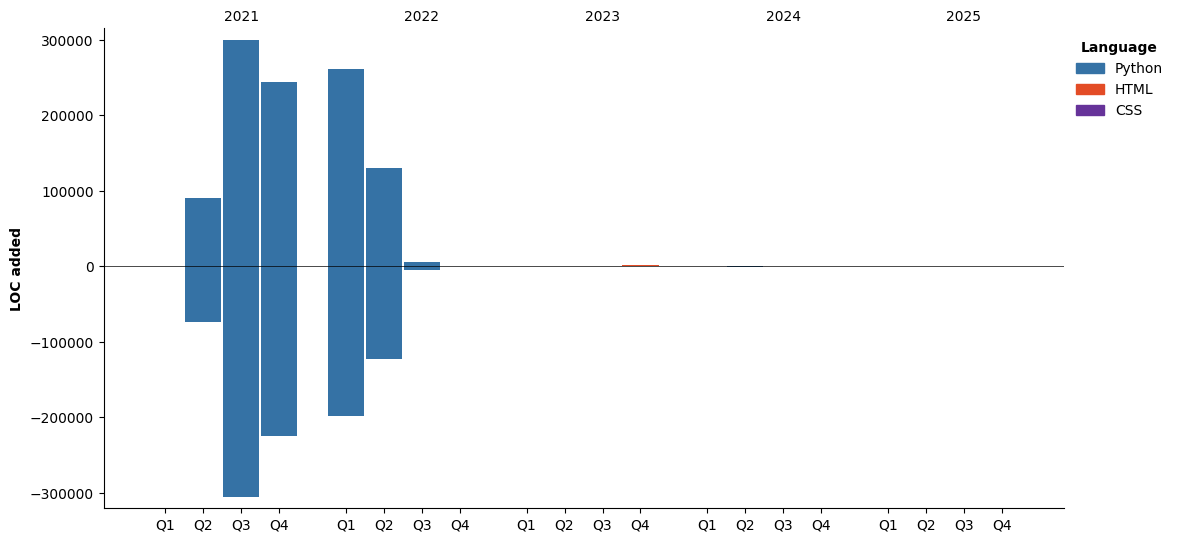 2021 2022 2023 2024 2025
Language
Python
HTML
CSS
LOC added
300000
200000
100000
0
−100000
−200000
−300000
Q1 Q2 Q3 Q4 Q1 Q2 Q3 Q4 Q1 Q2 Q3 Q4 Q1 Q2 Q3 Q4 Q1 Q2 Q3 Q4